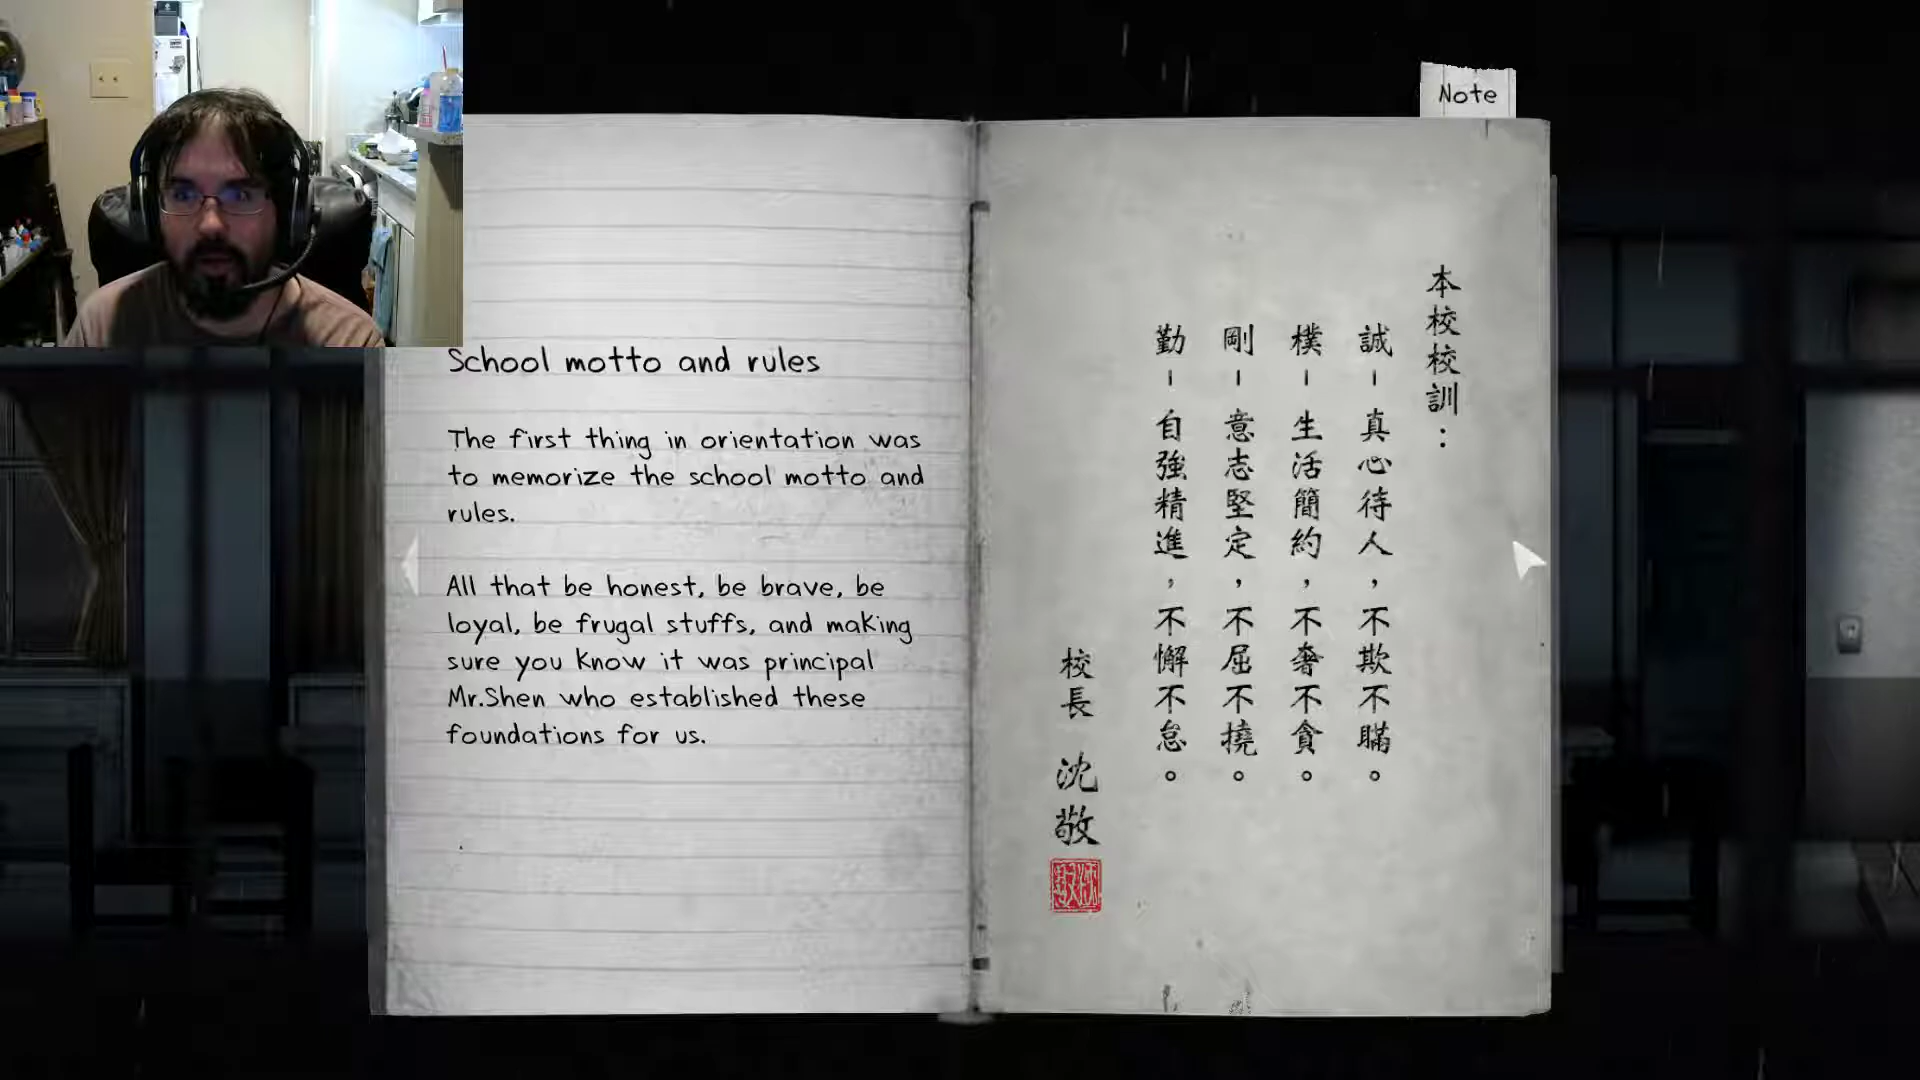 Note
School motto and rules
The first thing in orientation was
to memorize the school motto and
rules.
All that be honest, be brave, be
loyal, be frugal stuffs, and making
sure you know it was principal
Mr.Shen who established these
foundations for us.
本校校訓：
誠－真心待人，不欺不瞞。
樸－生活簡約，不奢不貪。
剛－意志堅定，不屈不撓。
勤－自強精進，不懈不怠。
校長 沈敬